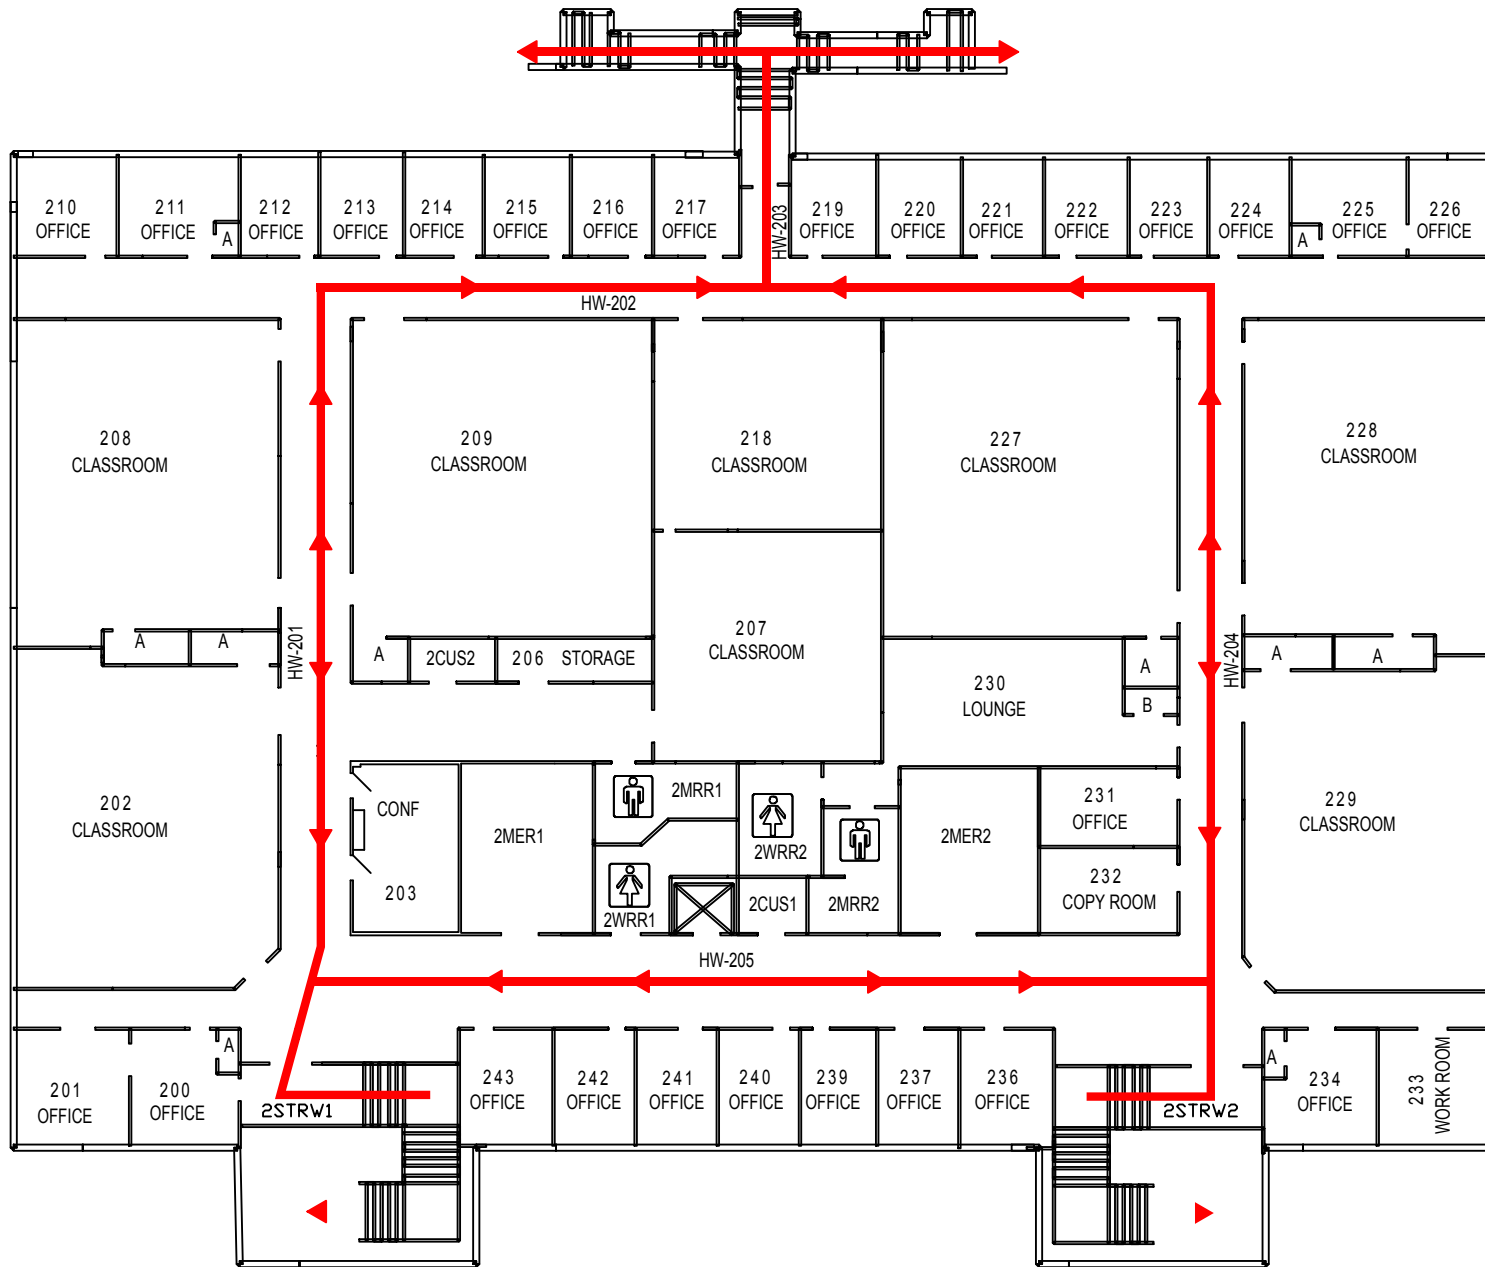 210
OFFICE
211
OFFICE
A
212
OFFICE
213
OFFICE
214
OFFICE
215
OFFICE
216
OFFICE
217
OFFICE
HW-203
219
OFFICE
220
OFFICE
221
OFFICE
222
OFFICE
223
OFFICE
224
OFFICE
A
225
OFFICE
226
OFFICE
HW-202
208
CLASSROOM
209
CLASSROOM
218
CLASSROOM
227
CLASSROOM
228
CLASSROOM
A
A
HW-201
A
2CUS2
206 STORAGE
207
CLASSROOM
230
LOUNGE
A
B
HW-204
A
A
202
CLASSROOM
CONF
203
2MER1
2MRR1
2WRR1
2WRR2
2CUS1
2MRR2
2MER2
231
OFFICE
232
COPY ROOM
229
CLASSROOM
HW-205
201
OFFICE
200
OFFICE
A
2STRW1
243
OFFICE
242
OFFICE
241
OFFICE
240
OFFICE
239
OFFICE
237
OFFICE
236
OFFICE
2STRW2
A
234
OFFICE
233
WORK ROOM